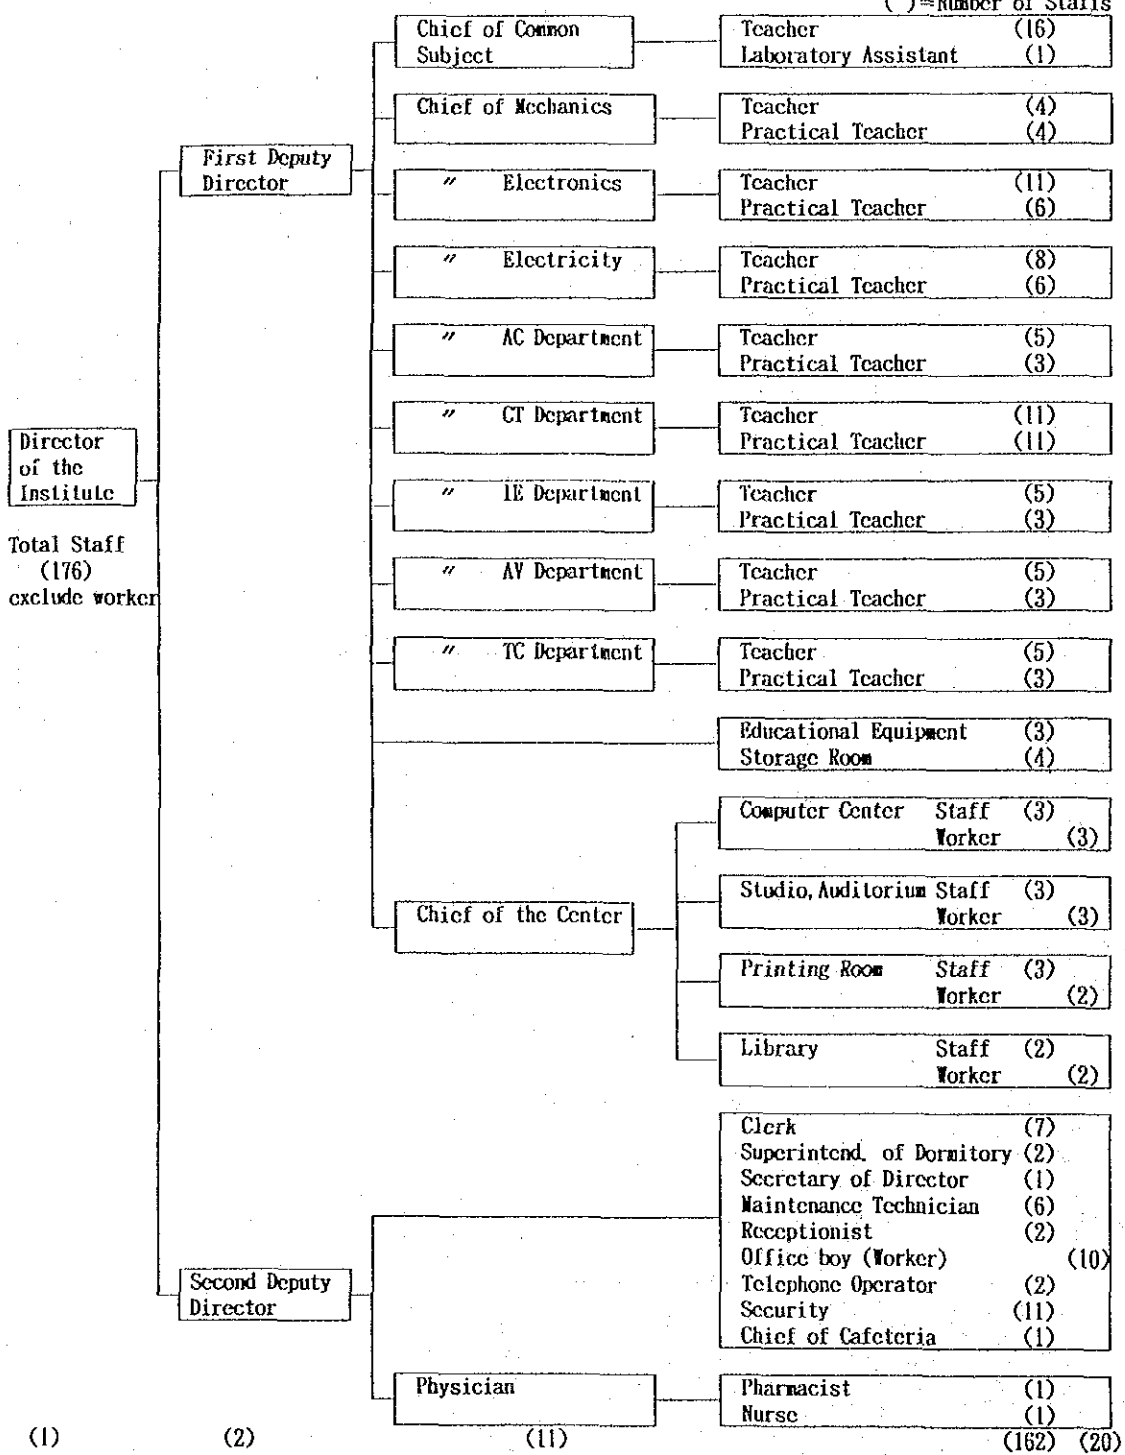 ( )=Number of Staffs
Chief of Common Subject
Teacher (16)
Laboratory Assistant (1)
Chief of Mechanics
Teacher (4)
Practical Teacher (4)
First Deputy
Director
〃 Electronics
Teacher (11)
Practical Teacher (6)
〃 Electricity
Teacher (8)
Practical Teacher (6)
〃 AC Department
Teacher (5)
Practical Teacher (3)
〃 CT Department
Teacher (11)
Practical Teacher (11)
Director
of the
Institute
Total Staff
(176)
exclude worker
〃 IE Department
Teacher (5)
Practical Teacher (3)
〃 AV Department
Teacher (5)
Practical Teacher (3)
〃 TC Department
Teacher (5)
Practical Teacher (3)
Educational Equipment (3)
Storage Room (4)
Chief of the Center
Computer Center Staff (3)
Worker (3)
Studio,Auditorium Staff (3)
Worker (3)
Printing Room Staff (3)
Worker (2)
Library Staff (2)
Worker (2)
Second Deputy
Director
Clerk (7)
Superintend. of Dormitory (2)
Secretary of Director (1)
Maintenance Technician (6)
Receptionist (2)
Office boy (Worker) (10)
Telephone Operator (2)
Security (11)
Chief of Cafeteria (1)
Physician
Pharmacist (1)
Nurse (1)
(1) (2) (11) (162) (20)